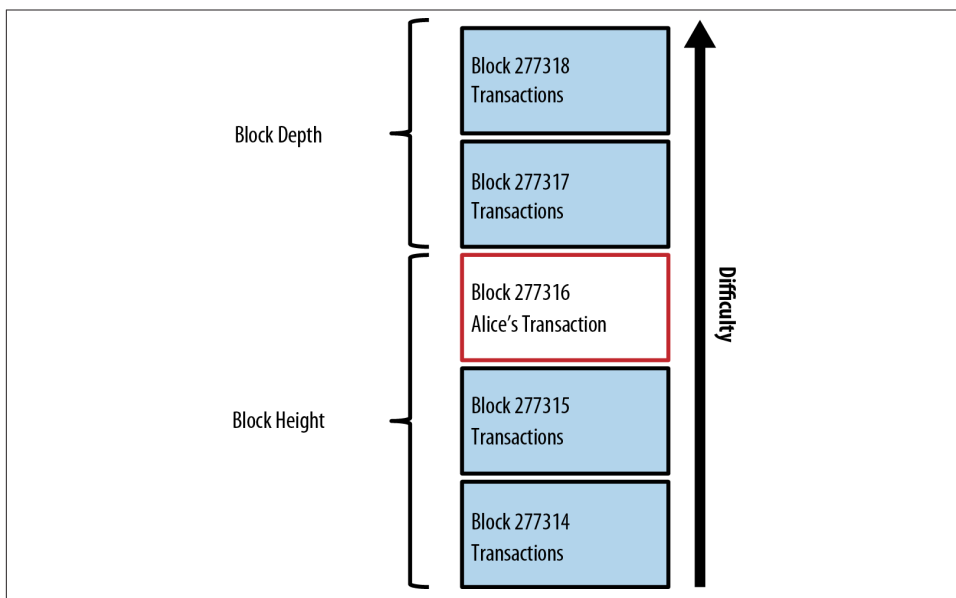 Block 277318
Transactions
Block Depth
Block 277317
Transactions
Block 277316
Alice's Transaction
Difficulty
Block 277315
Transactions
Block Height
Block 277314
Transactions